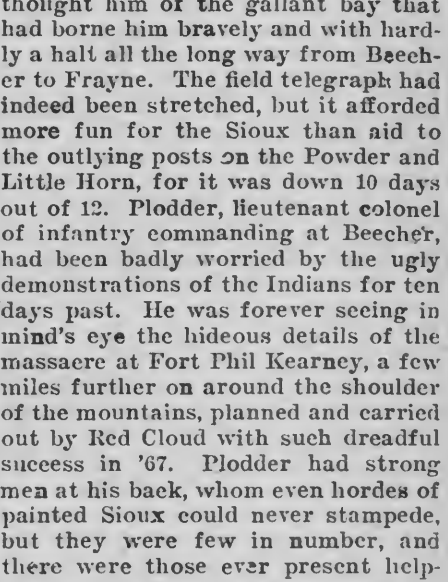 thought him of the gallant bay that
had borne him bravely and with hard-
ly a halt all the long way from Beech-
er to Frayne. The field telegraph had
indeed been stretched, but it afforded
more fun for the Sioux than aid to
the outlying posts on the Powder and
Little Horn, for it was down 10 days
out of 12. Plodder, lieutenant colonel
of infantry commanding at Beecher,
had been badly worried by the ugly
demonstrations of the Indians for ten
days past. He was forever seeing in
mind's eye the hideous details of the
massacre at Fort Phil Kearney, a few
miles further on around the shoulder
of the mountains, planned and carried
out by Red Cloud with such dreadful
success in '67. Plodder had strong
men at his back, whom even hordes of
painted Sioux could never stampede,
but they were few in number, and
there were those ever present help-